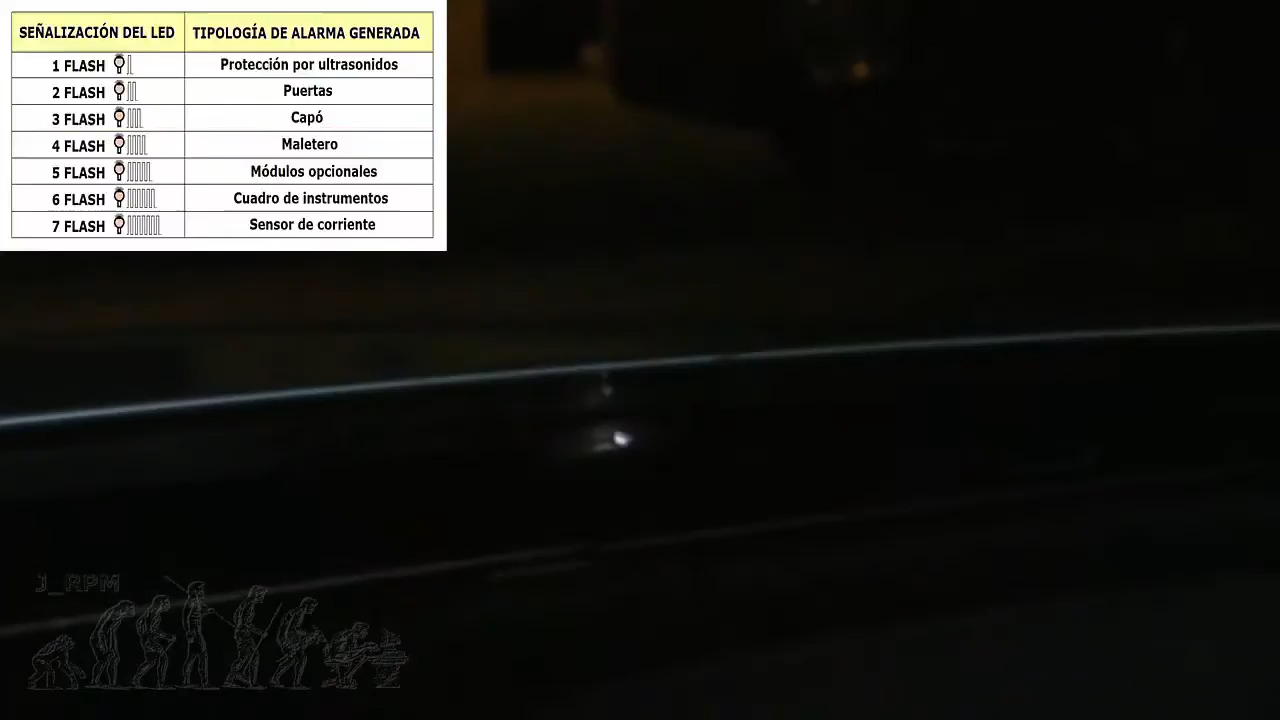 SEÑALIZACIÓN DEL LED TIPOLOGÍA DE ALARMA GENERADA
1 FLASH Protección por ultrasonidos
2 FLASH Puertas
3 FLASH Capó
4 FLASH Maletero
5 FLASH Módulos opcionales
6 FLASH Cuadro de instrumentos
7 FLASH Sensor de corriente
J_RPM